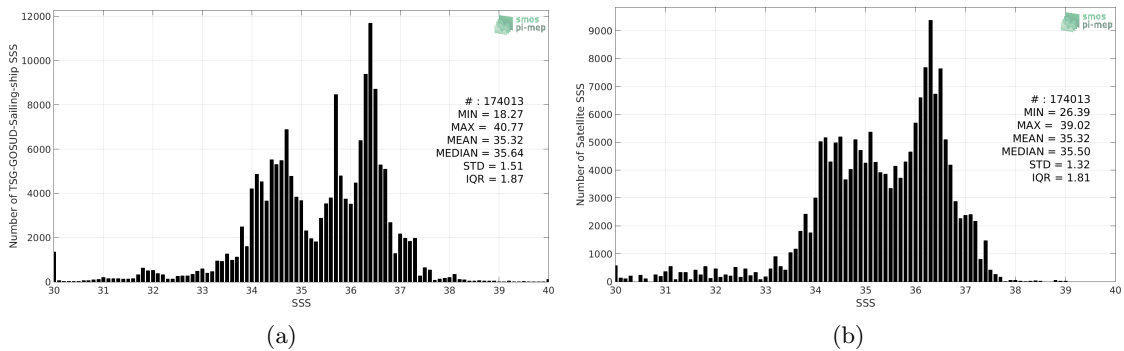 Number of TSG-GOSUD-Sailing-ship SSS
12000
10000
8000
6000
4000
2000
0
30 31 32 33 34 35 36 37 38 39 40
SSS
smos
pi-mep
# : 174013
MIN = 18.27
MAX = 40.77
MEAN = 35.32
MEDIAN = 35.64
STD = 1.51
IQR = 1.87
(a)
Number of Satellite SSS
9000
8000
7000
6000
5000
4000
3000
2000
1000
0
30 31 32 33 34 35 36 37 38 39 40
SSS
smos
pi-mep
# : 174013
MIN = 26.39
MAX = 39.02
MEAN = 35.32
MEDIAN = 35.50
STD = 1.32
IQR = 1.81
(b)